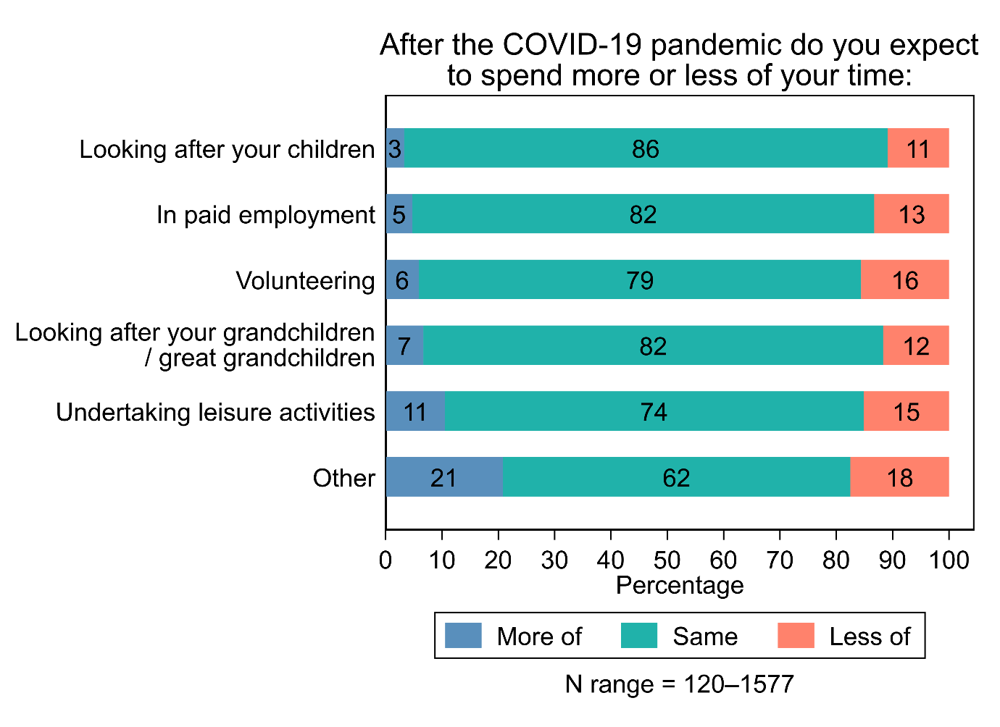 After the COVID-19 pandemic do you expect
to spend more or less of your time:
Looking after your children 3 86 11
In paid employment 5 82 13
Volunteering 6 79 16
Looking after your grandchildren
/ great grandchildren 7 82 12
Undertaking leisure activities 11 74 15
Other 21 62 18
0 10 20 30 40 50 60 70 80 90 100
Percentage
More of Same Less of
N range = 120–1577